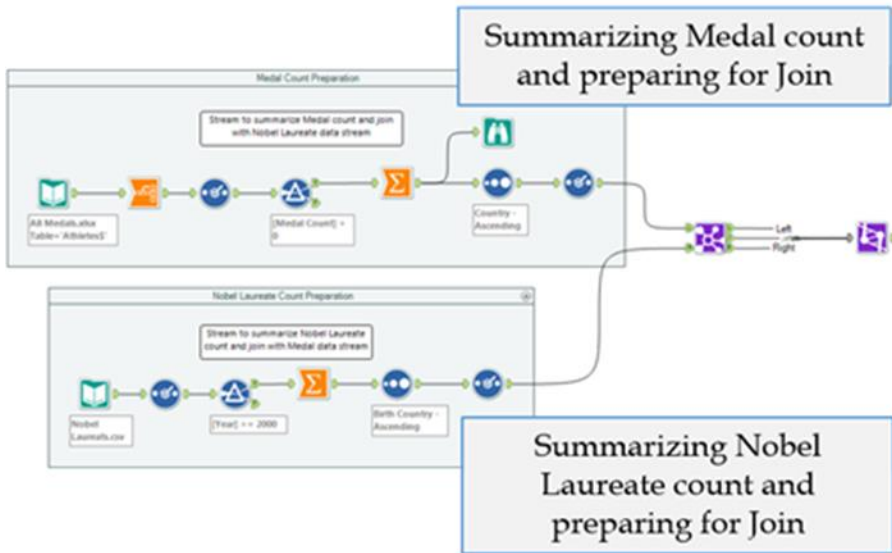 Summarizing Medal count
and preparing for Join
Medal Count Preparation
Stream to summarize Medal count and join
with Nobel Laureate data stream
All Medals.xlsx
Table='Athletes$'
[Medal Count] >
0
Country -
Ascending
Left
Join
Right
Nobel Laureate Count Preparation
Stream to summarize Nobel Laureate
count and join with Medal data stream
Nobel
Laureats.csv
[Year] >= 2000
Birth Country -
Ascending
Summarizing Nobel
Laureate count and
preparing for Join